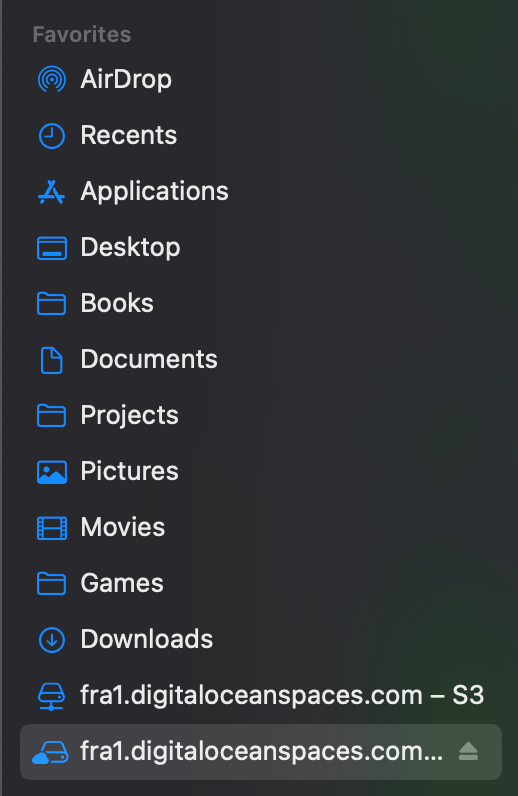 Favorites
AirDrop
Recents
Applications
Desktop
Books
Documents
Projects
Pictures
Movies
Games
Downloads
fra1.digitaloceanspaces.com – S3
fra1.digitaloceanspaces.com...